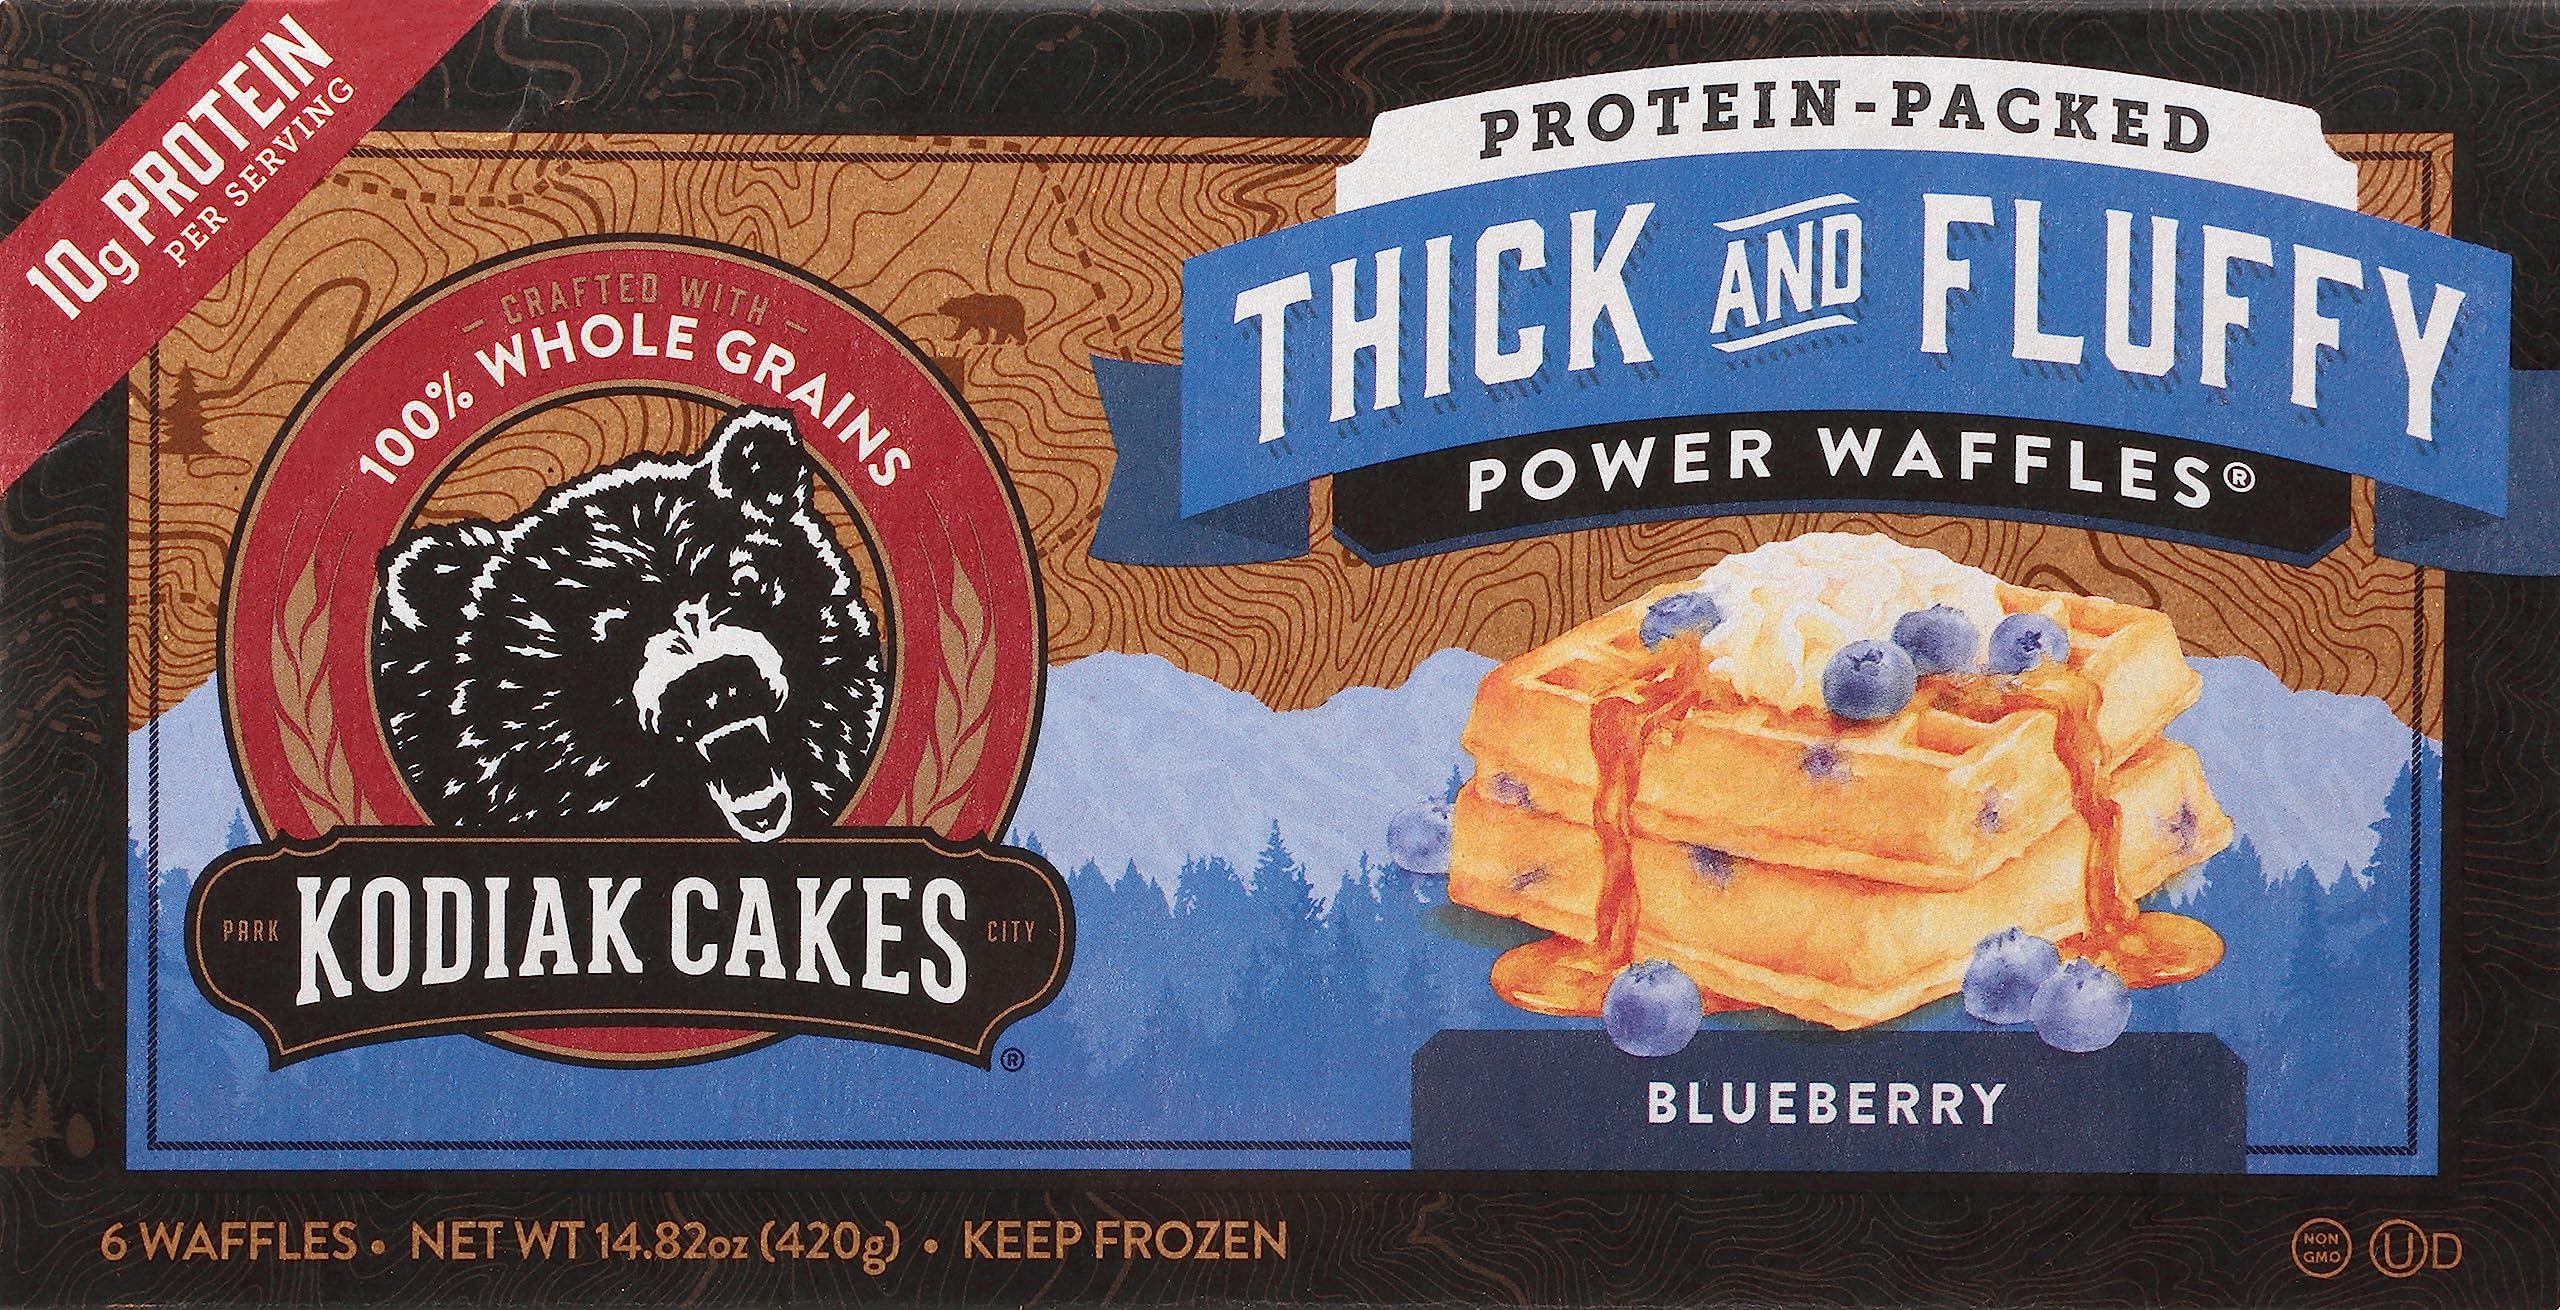 10g PROTEIN
PER SERVING
PROTEIN-PACKED
THICK AND FLUFFY
POWER WAFFLES®
– CRAFTED WITH –
100% WHOLE GRAINS
PARK KODIAK CAKES CITY
®
BLUEBERRY
6 WAFFLES • NET WT 14.82oz (420g) • KEEP FROZEN
NON
GMO
UD